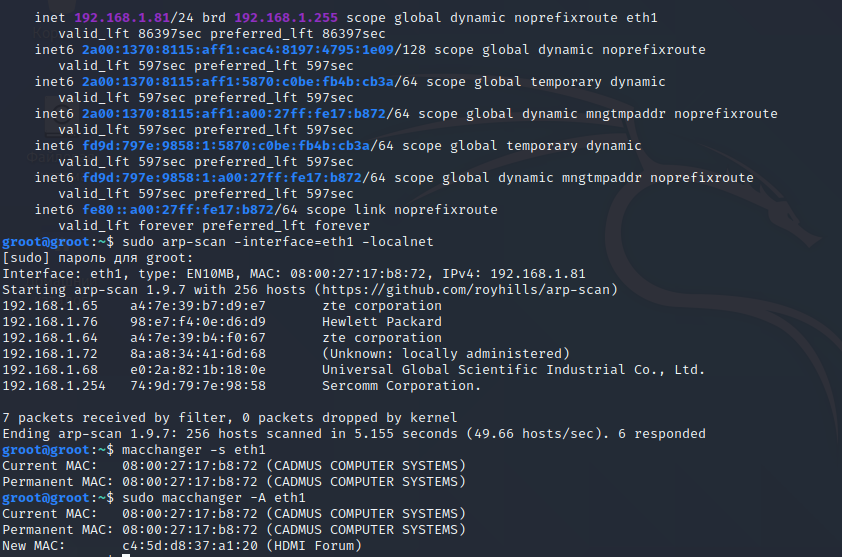 inet 192.168.1.81/24 brd 192.168.1.255 scope global dynamic noprefixroute eth1
valid_lft 86397sec preferred_lft 86397sec
inet6 2a00:1370:8115:aff1:cac4:8197:4795:1e09/128 scope global dynamic noprefixroute
valid_lft 597sec preferred_lft 597sec
inet6 2a00:1370:8115:aff1:5870:c0be:fb4b:cb3a/64 scope global temporary dynamic
valid_lft 597sec preferred_lft 597sec
inet6 2a00:1370:8115:aff1:a00:27ff:fe17:b872/64 scope global dynamic mngtmpaddr noprefixroute
valid_lft 597sec preferred_lft 597sec
inet6 fd9d:797e:9858:1:5870:c0be:fb4b:cb3a/64 scope global temporary dynamic
valid_lft 597sec preferred_lft 597sec
inet6 fd9d:797e:9858:1:a00:27ff:fe17:b872/64 scope global dynamic mngtmpaddr noprefixroute
valid_lft 597sec preferred_lft 597sec
inet6 fe80::a00:27ff:fe17:b872/64 scope link noprefixroute
valid_lft forever preferred_lft forever
groot@groot:~$ sudo arp-scan -interface=eth1 -localnet
[sudo] пароль для groot:
Interface: eth1, type: EN10MB, MAC: 08:00:27:17:b8:72, IPv4: 192.168.1.81
Starting arp-scan 1.9.7 with 256 hosts (https://github.com/royhills/arp-scan)
192.168.1.65 a4:7e:39:b7:d9:e7 zte corporation
192.168.1.76 98:e7:f4:0e:d6:d9 Hewlett Packard
192.168.1.64 a4:7e:39:b4:f0:67 zte corporation
192.168.1.72 8a:a8:34:41:6d:68 (Unknown: locally administered)
192.168.1.68 e0:2a:82:1b:18:0e Universal Global Scientific Industrial Co., Ltd.
192.168.1.254 74:9d:79:7e:98:58 Sercomm Corporation.
7 packets received by filter, 0 packets dropped by kernel
Ending arp-scan 1.9.7: 256 hosts scanned in 5.155 seconds (49.66 hosts/sec). 6 responded
groot@groot:~$ macchanger -s eth1
Current MAC: 08:00:27:17:b8:72 (CADMUS COMPUTER SYSTEMS)
Permanent MAC: 08:00:27:17:b8:72 (CADMUS COMPUTER SYSTEMS)
groot@groot:~$ sudo macchanger -A eth1
Current MAC: 08:00:27:17:b8:72 (CADMUS COMPUTER SYSTEMS)
Permanent MAC: 08:00:27:17:b8:72 (CADMUS COMPUTER SYSTEMS)
New MAC: c4:5d:d8:37:a1:20 (HDMI Forum)